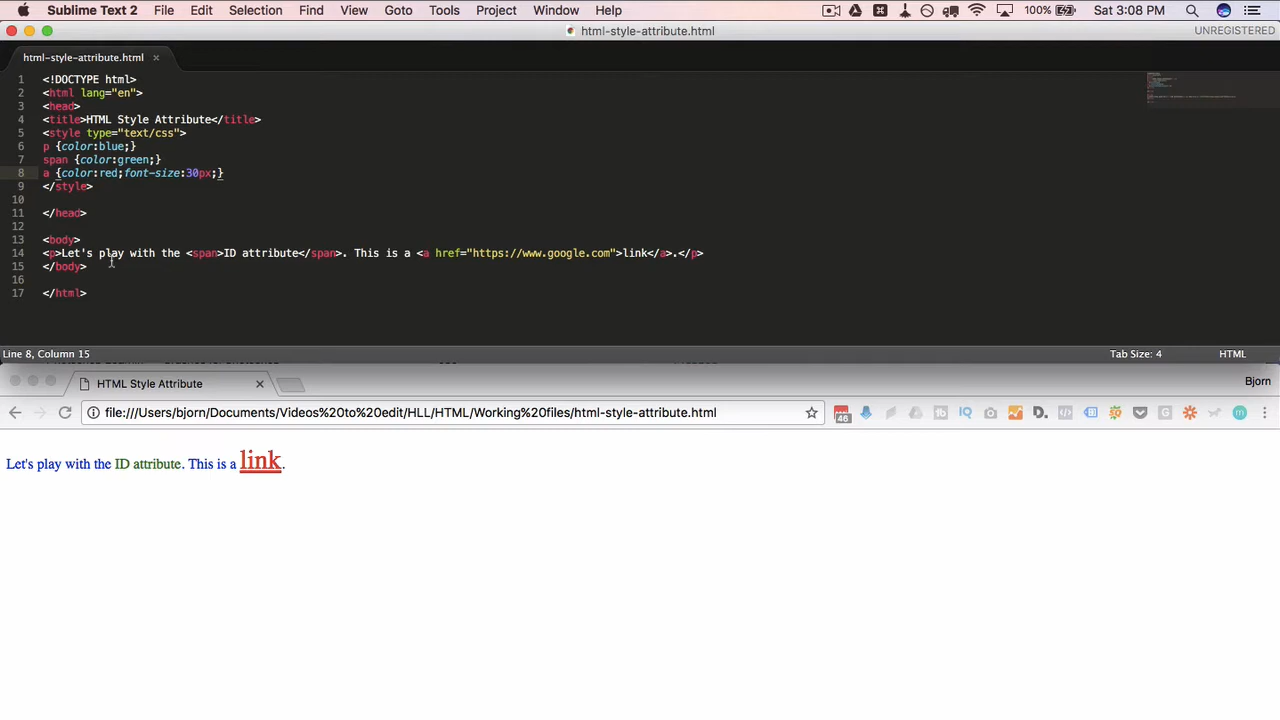 Sublime Text 2 File Edit Selection Find View Goto Tools Project Window Help 100% Sat 3:08 PM
html-style-attribute.html UNREGISTERED
html-style-attribute.html
1 <!DOCTYPE html>
2 <html lang="en">
3 <head>
4 <title>HTML Style Attribute</title>
5 <style type="text/css">
6 p {color:blue;}
7 span {color:green;}
8 a {color:red;font-size:30px;}
9 </style>
10
11 </head>
12
13 <body>
14 <p>Let's play with the <span>ID attribute</span>. This is a <a href="https://www.google.com">link</a>.</p>
15 </body>
16
17 </html>
Line 8, Column 15 Tab Size: 4 HTML
HTML Style Attribute Bjorn
file:///Users/bjorn/Documents/Videos%20to%20edit/HLL/HTML/Working%20files/html-style-attribute.html 46
Let's play with the ID attribute. This is a link.